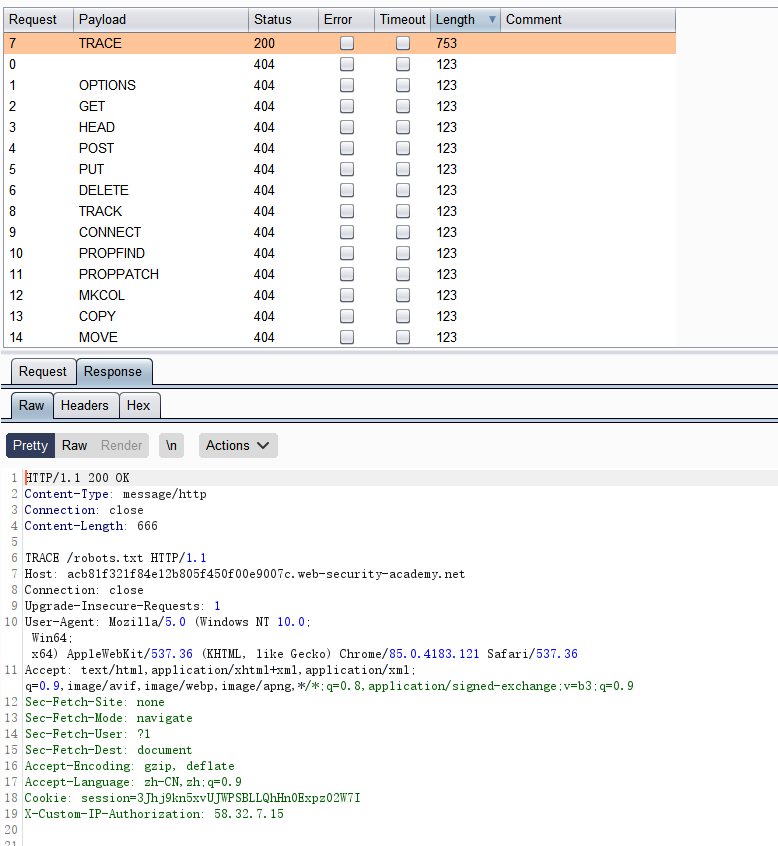 Request Payload Status Error Timeout Length Comment
7 TRACE 200 753
0 404 123
1 OPTIONS 404 123
2 GET 404 123
3 HEAD 404 123
4 POST 404 123
5 PUT 404 123
6 DELETE 404 123
8 TRACK 404 123
9 CONNECT 404 123
10 PROPFIND 404 123
11 PROPPATCH 404 123
12 MKCOL 404 123
13 COPY 404 123
14 MOVE 404 123
Request Response
Raw Headers Hex
Pretty Raw Render \n Actions
1 HTTP/1.1 200 OK
2 Content-Type: message/http
3 Connection: close
4 Content-Length: 666
5
6 TRACE /robots.txt HTTP/1.1
7 Host: acb81f321f84e12b805f450f00e9007c.web-security-academy.net
8 Connection: close
9 Upgrade-Insecure-Requests: 1
10 User-Agent: Mozilla/5.0 (Windows NT 10.0;
Win64;
x64) AppleWebKit/537.36 (KHTML, like Gecko) Chrome/85.0.4183.121 Safari/537.36
11 Accept: text/html,application/xhtml+xml,application/xml;
q=0.9,image/avif,image/webp,image/apng,*/*;q=0.8,application/signed-exchange;v=b3;q=0.9
12 Sec-Fetch-Site: none
13 Sec-Fetch-Mode: navigate
14 Sec-Fetch-User: ?1
15 Sec-Fetch-Dest: document
16 Accept-Encoding: gzip, deflate
17 Accept-Language: zh-CN,zh;q=0.9
18 Cookie: session=3Jhj9kn5xvUJWPSBLLQhHn0Expz02W7I
19 X-Custom-IP-Authorization: 58.32.7.15
20
21